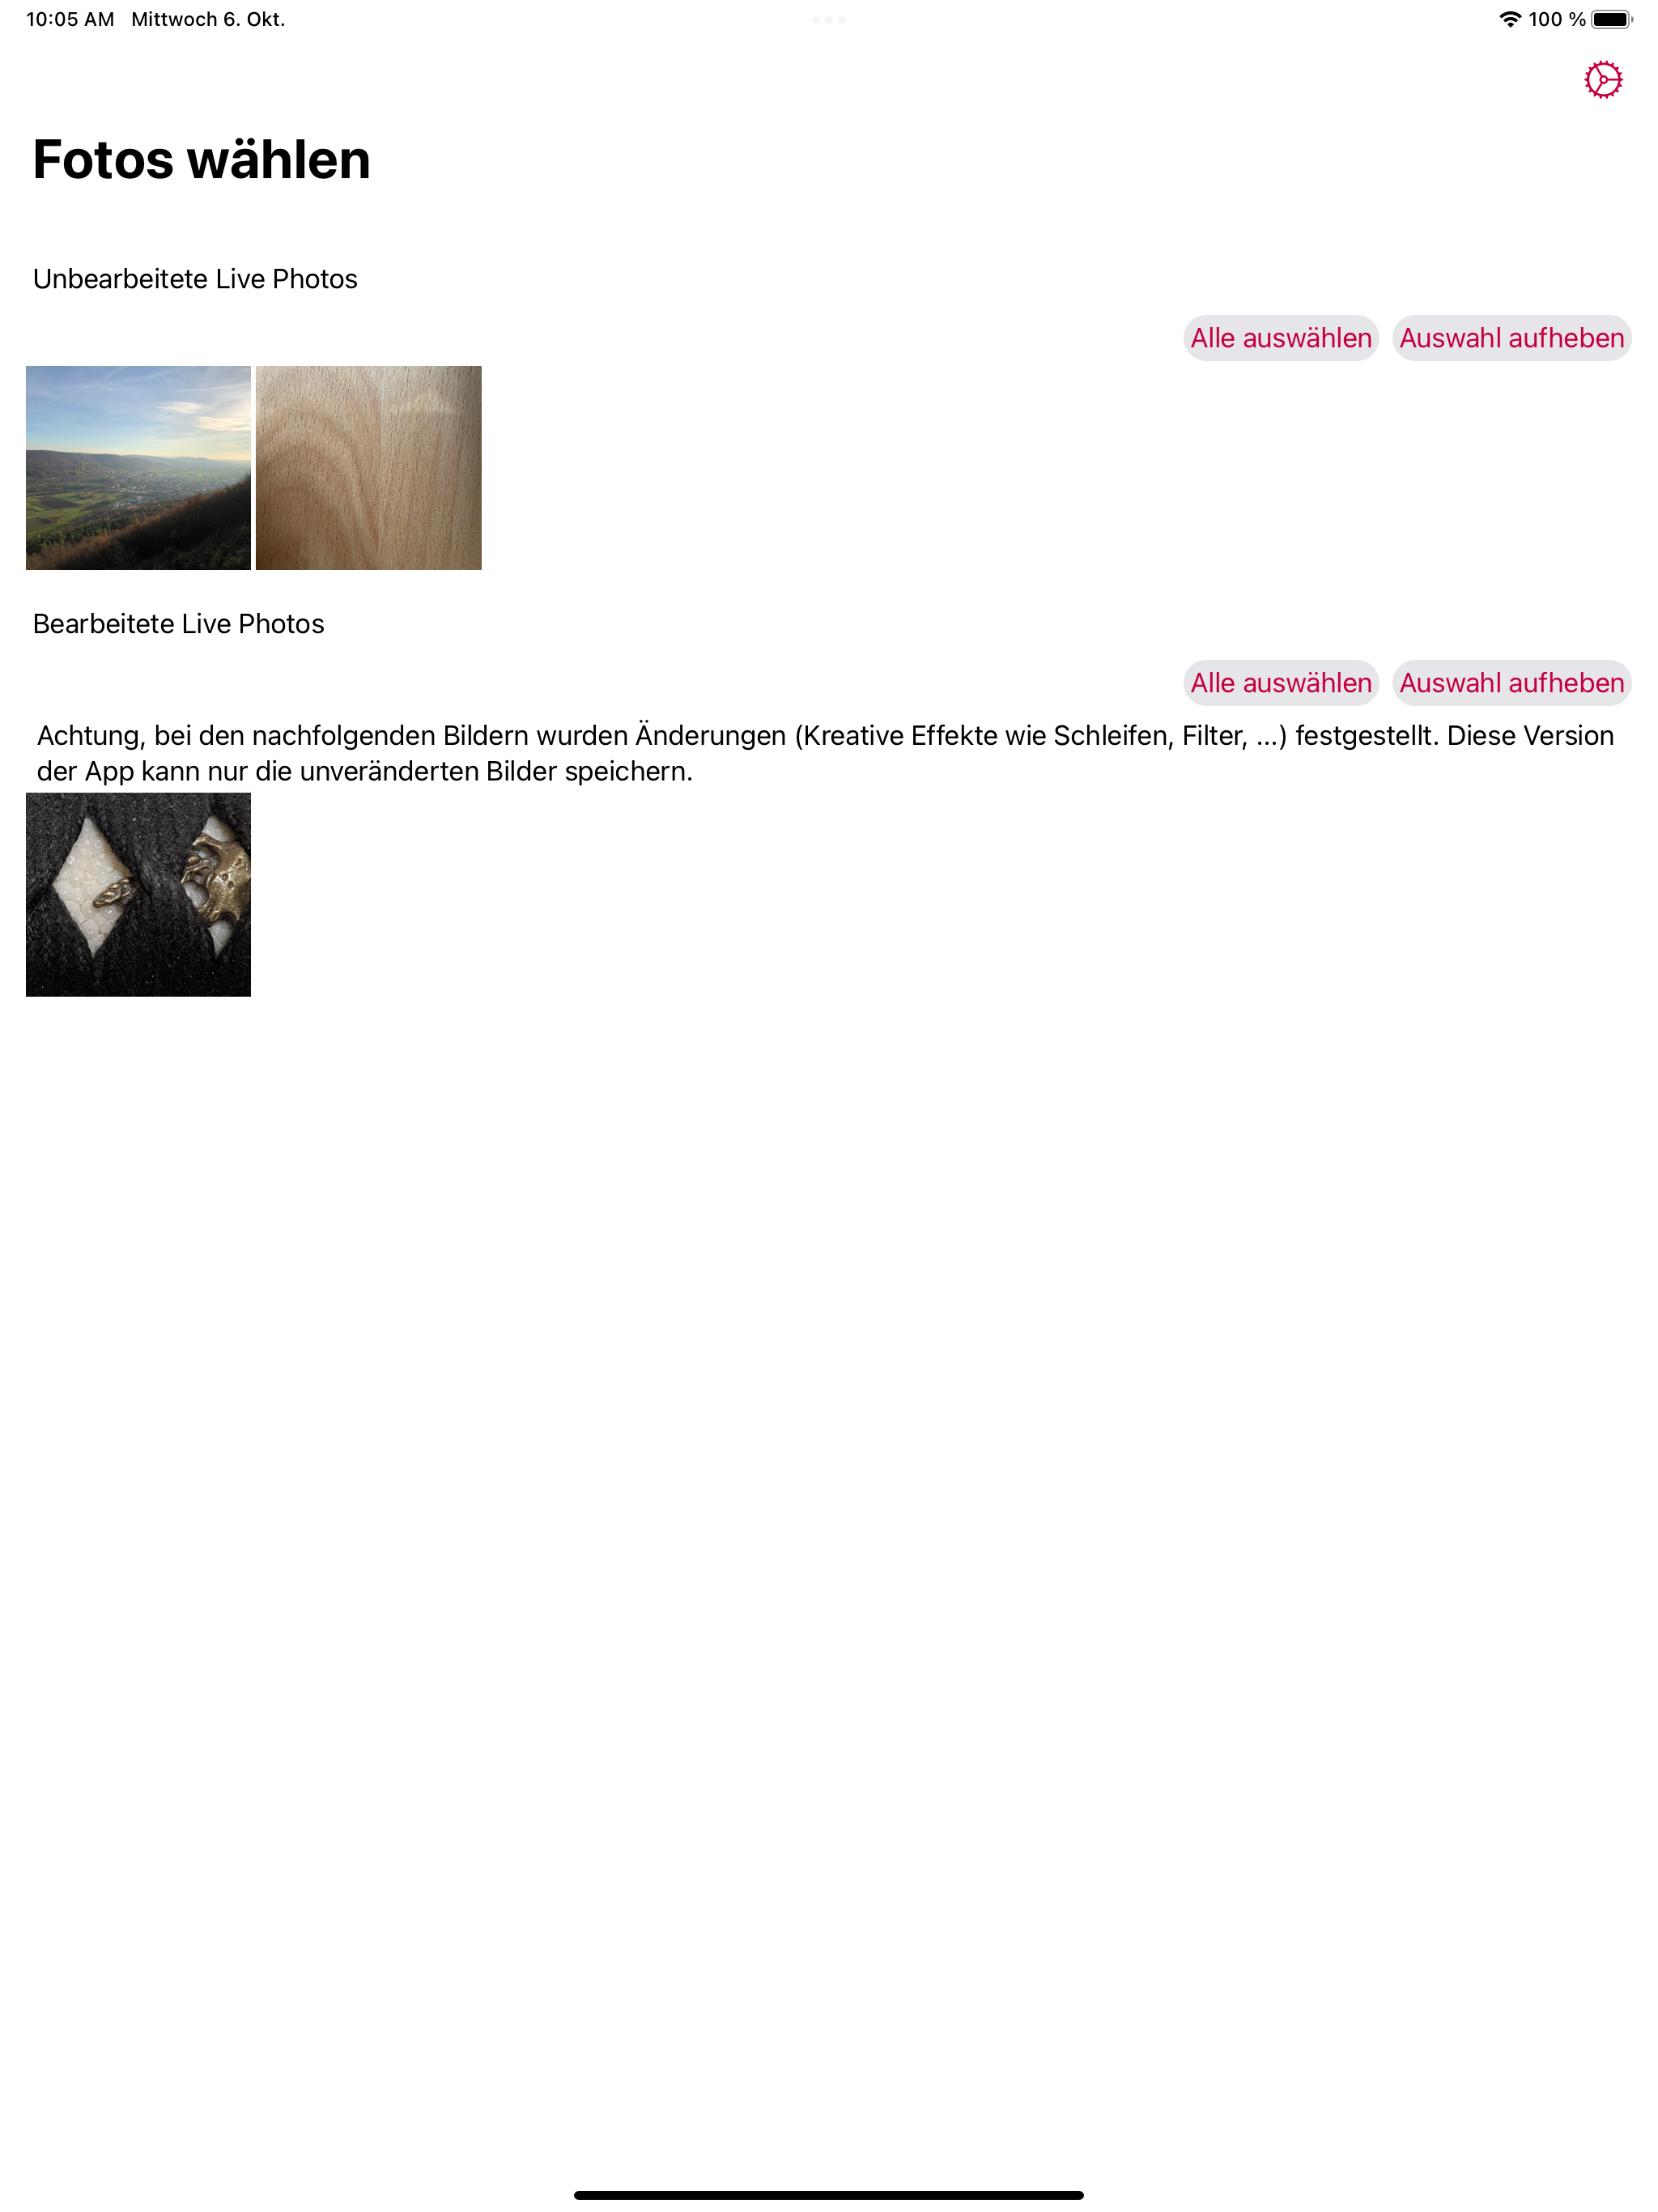 10:05 AM Mittwoch 6. Okt.
100 %
Fotos wählen
Unbearbeitete Live Photos
Alle auswählen
Auswahl aufheben
Bearbeitete Live Photos
Alle auswählen
Auswahl aufheben
Achtung, bei den nachfolgenden Bildern wurden Änderungen (Kreative Effekte wie Schleifen, Filter, ...) festgestellt. Diese Version
der App kann nur die unveränderten Bilder speichern.